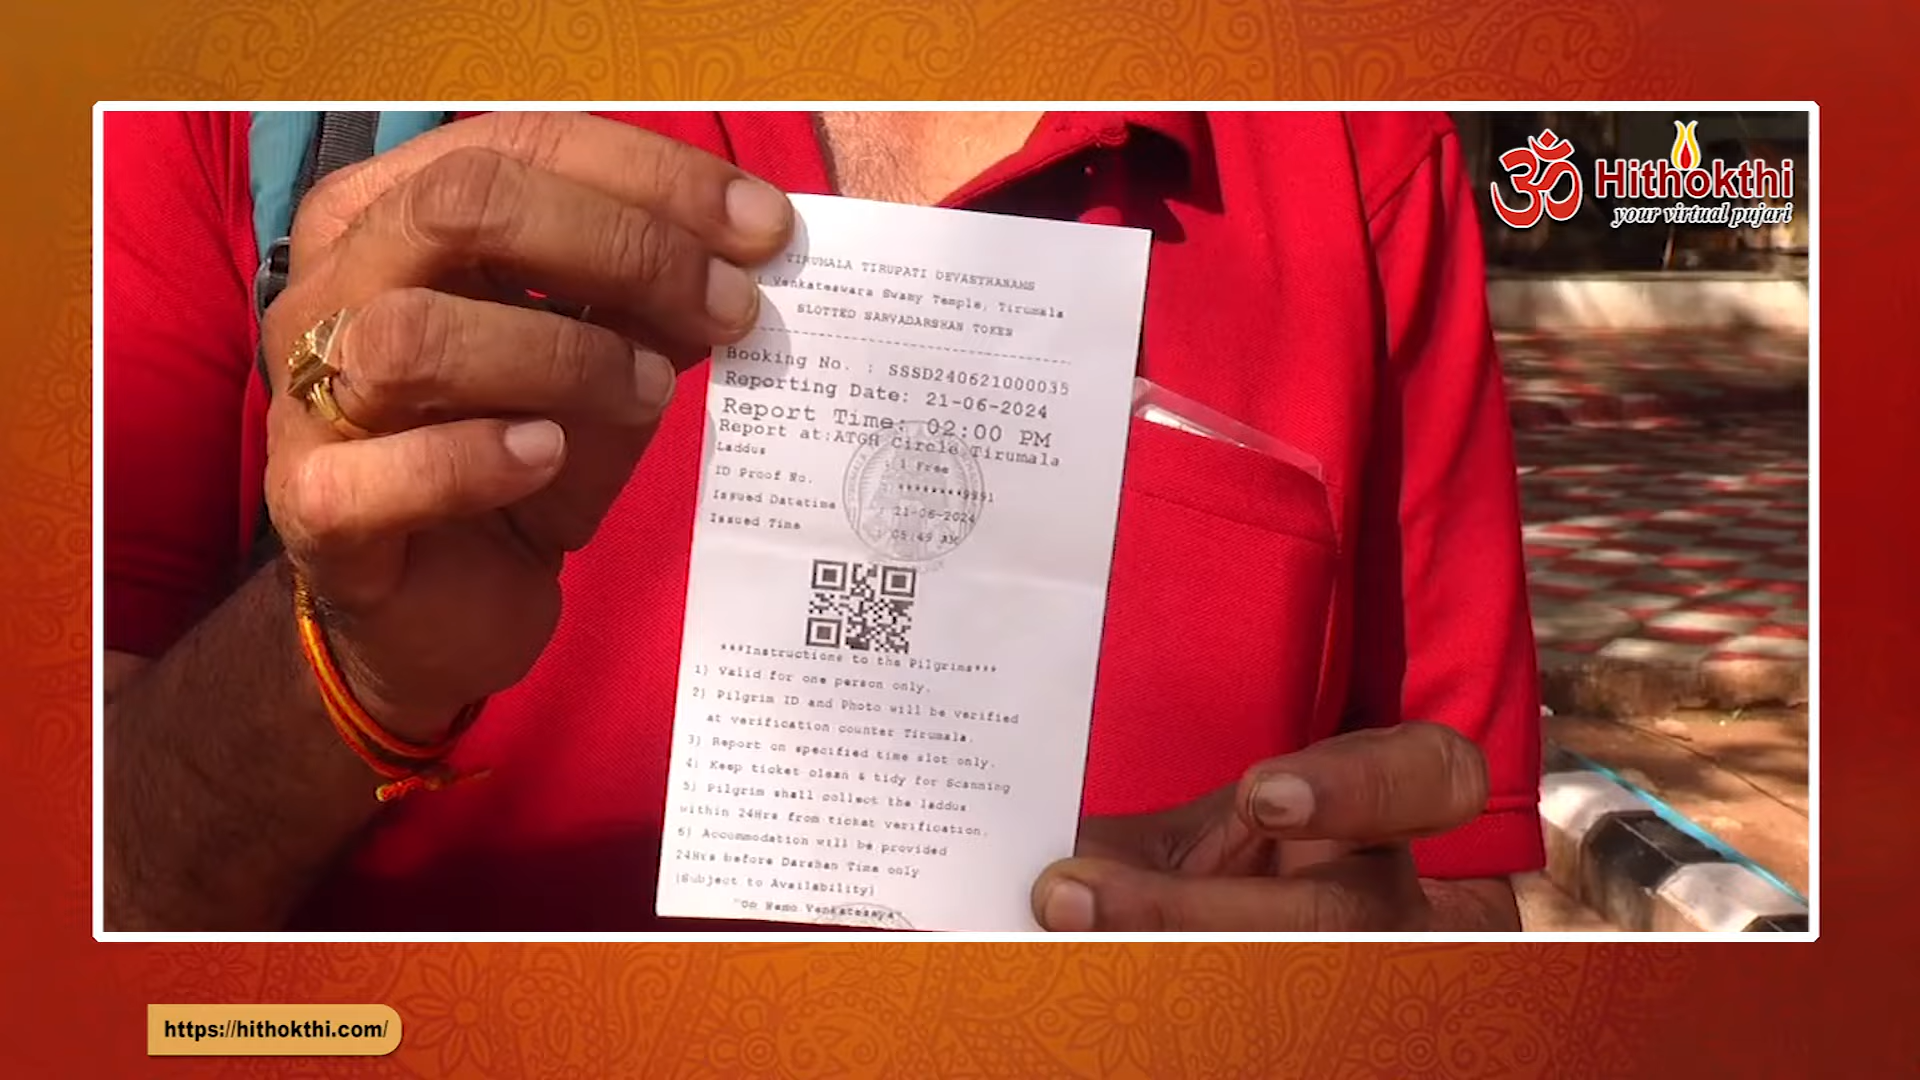 ॐ Hithokthi
your virtual pujari
TIRUMALA TIRUPATI DEVASTHANAMS
i Venkateswara Swamy Temple, Tirumala
SLOTTED SARVADARSHAN TOKEN
Booking No. : SSSD240621000035
Reporting Date: 21-06-2024
Report Time: 02:00 PM
Report at:ATGH Circle,Tirumala
Laddus : 1 Free
ID Proof No. : ********9991
Issued Datetime : 21-06-2024
Issued Time : 05:49 AM
***Instructions to the Pilgrims***
1) Valid for one person only.
2) Pilgrim ID and Photo will be verified
at verification counter Tirumala.
3) Report on specified time slot only.
4) Keep ticket clean & tidy for Scanning
5) Pilgrim shall collect the laddus
within 24Hrs from ticket verification.
6) Accommodation will be provided
24Hrs before Darshan Time only
(Subject to Availability)
"Om Namo Venkatesaya"
https://hithokthi.com/